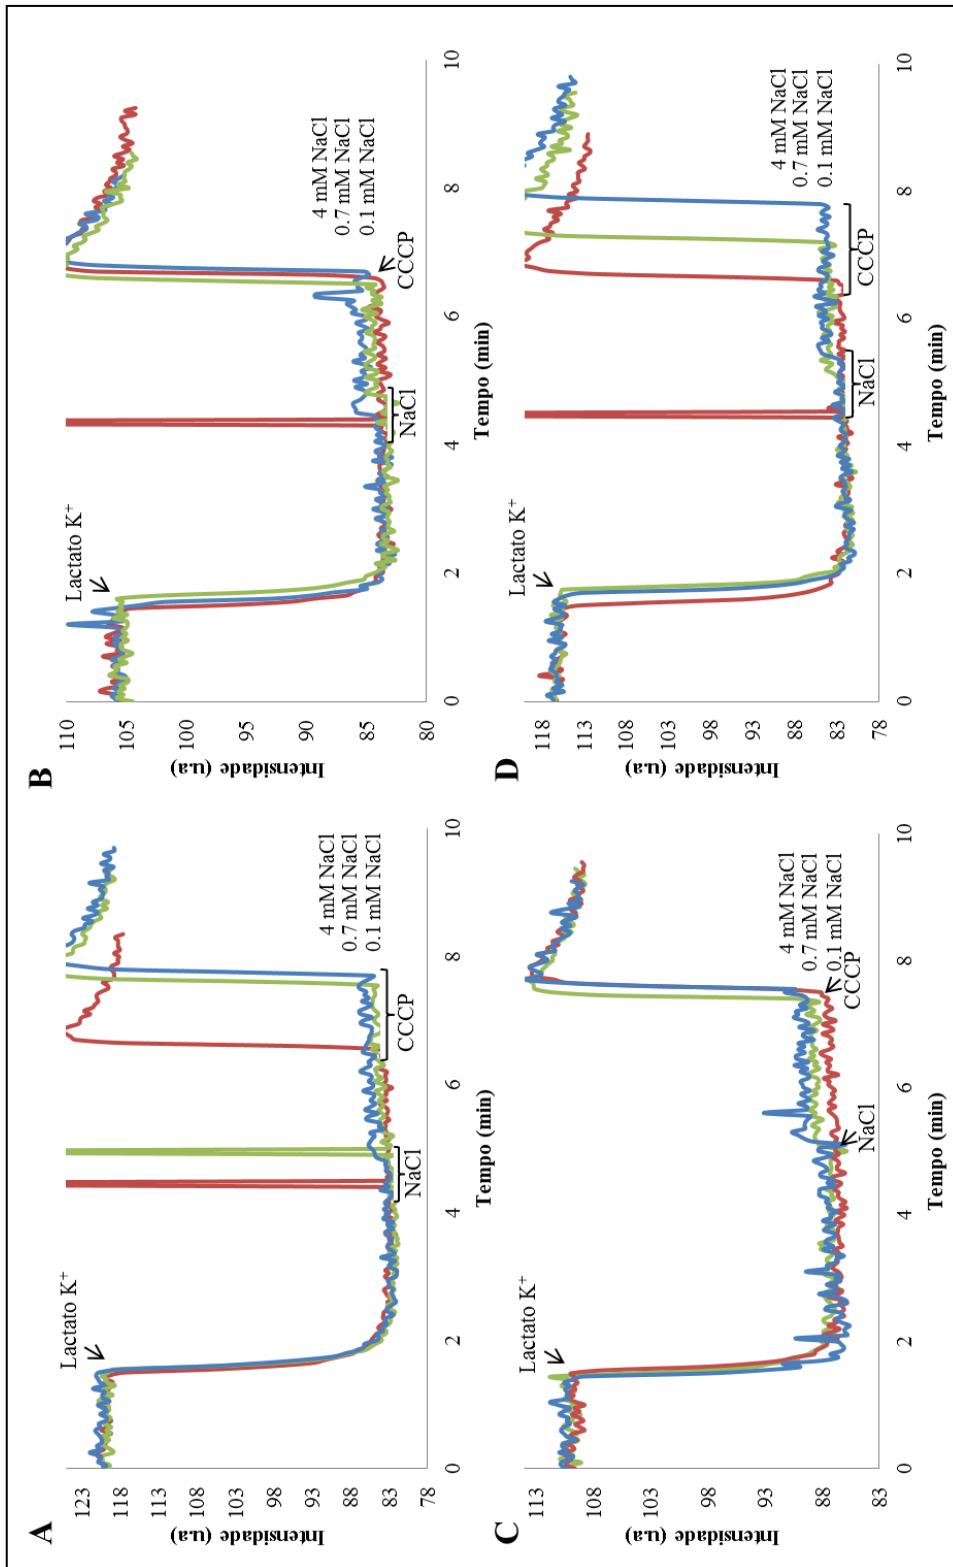 A
Intensidade (u.a)
123
118
113
108
103
98
93
88
83
78
Lactato K+
NaCl
CCCP
4 mM NaCl
0.7 mM NaCl
0.1 mM NaCl
0 2 4 6 8 10
Tempo (min)
B
Intensidade (u.a)
110
105
100
95
90
85
80
Lactato K+
NaCl
CCCP
4 mM NaCl
0.7 mM NaCl
0.1 mM NaCl
0 2 4 6 8 10
Tempo (min)
C
Intensidade (u.a)
113
108
103
98
93
88
83
Lactato K+
NaCl
CCCP
4 mM NaCl
0.7 mM NaCl
0.1 mM NaCl
0 2 4 6 8 10
Tempo (min)
D
Intensidade (u.a)
118
113
108
103
98
93
88
83
78
Lactato K+
NaCl
CCCP
4 mM NaCl
0.7 mM NaCl
0.1 mM NaCl
0 2 4 6 8 10
Tempo (min)